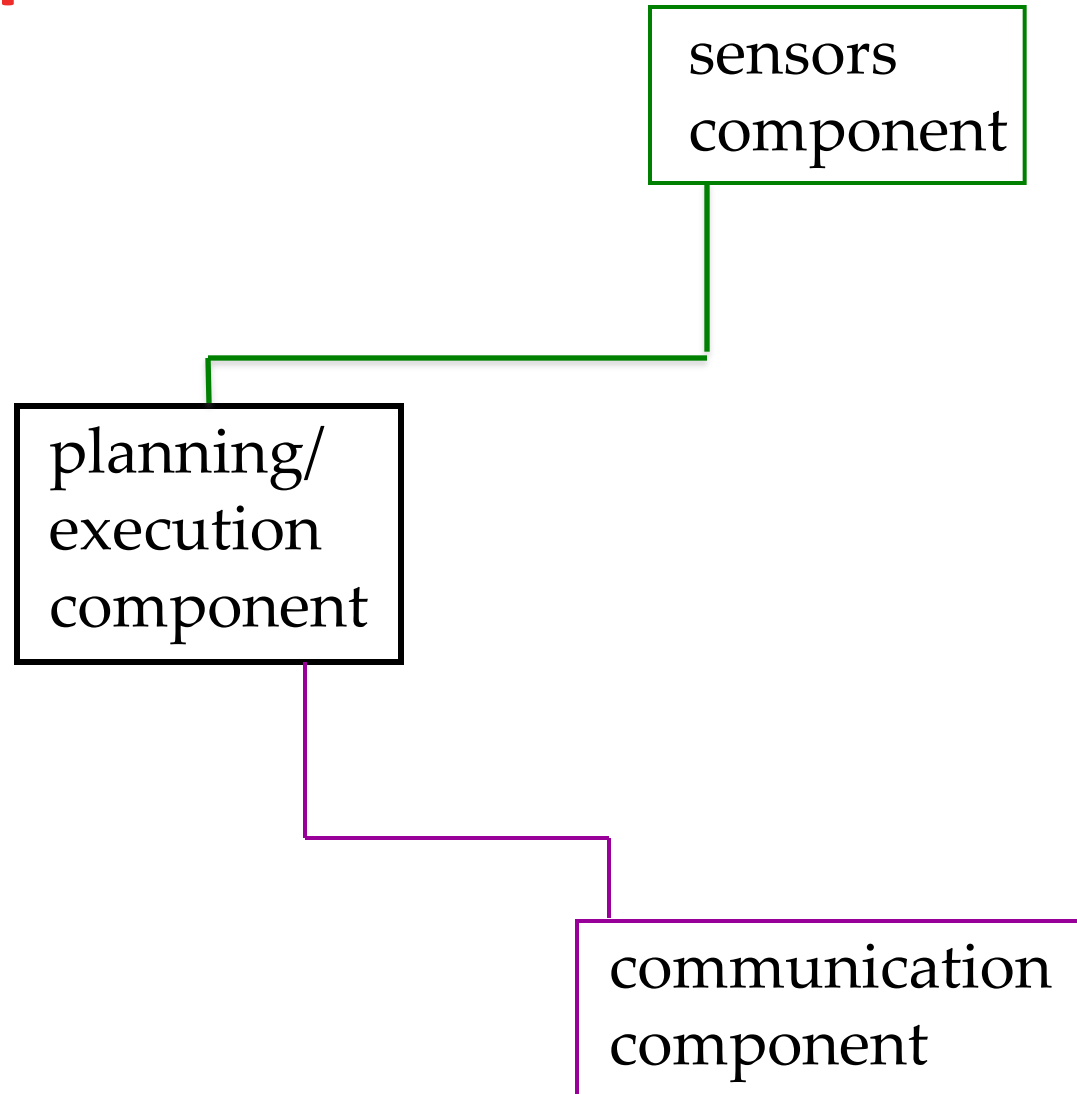 sensors
component
planning/
execution
component
communication
component